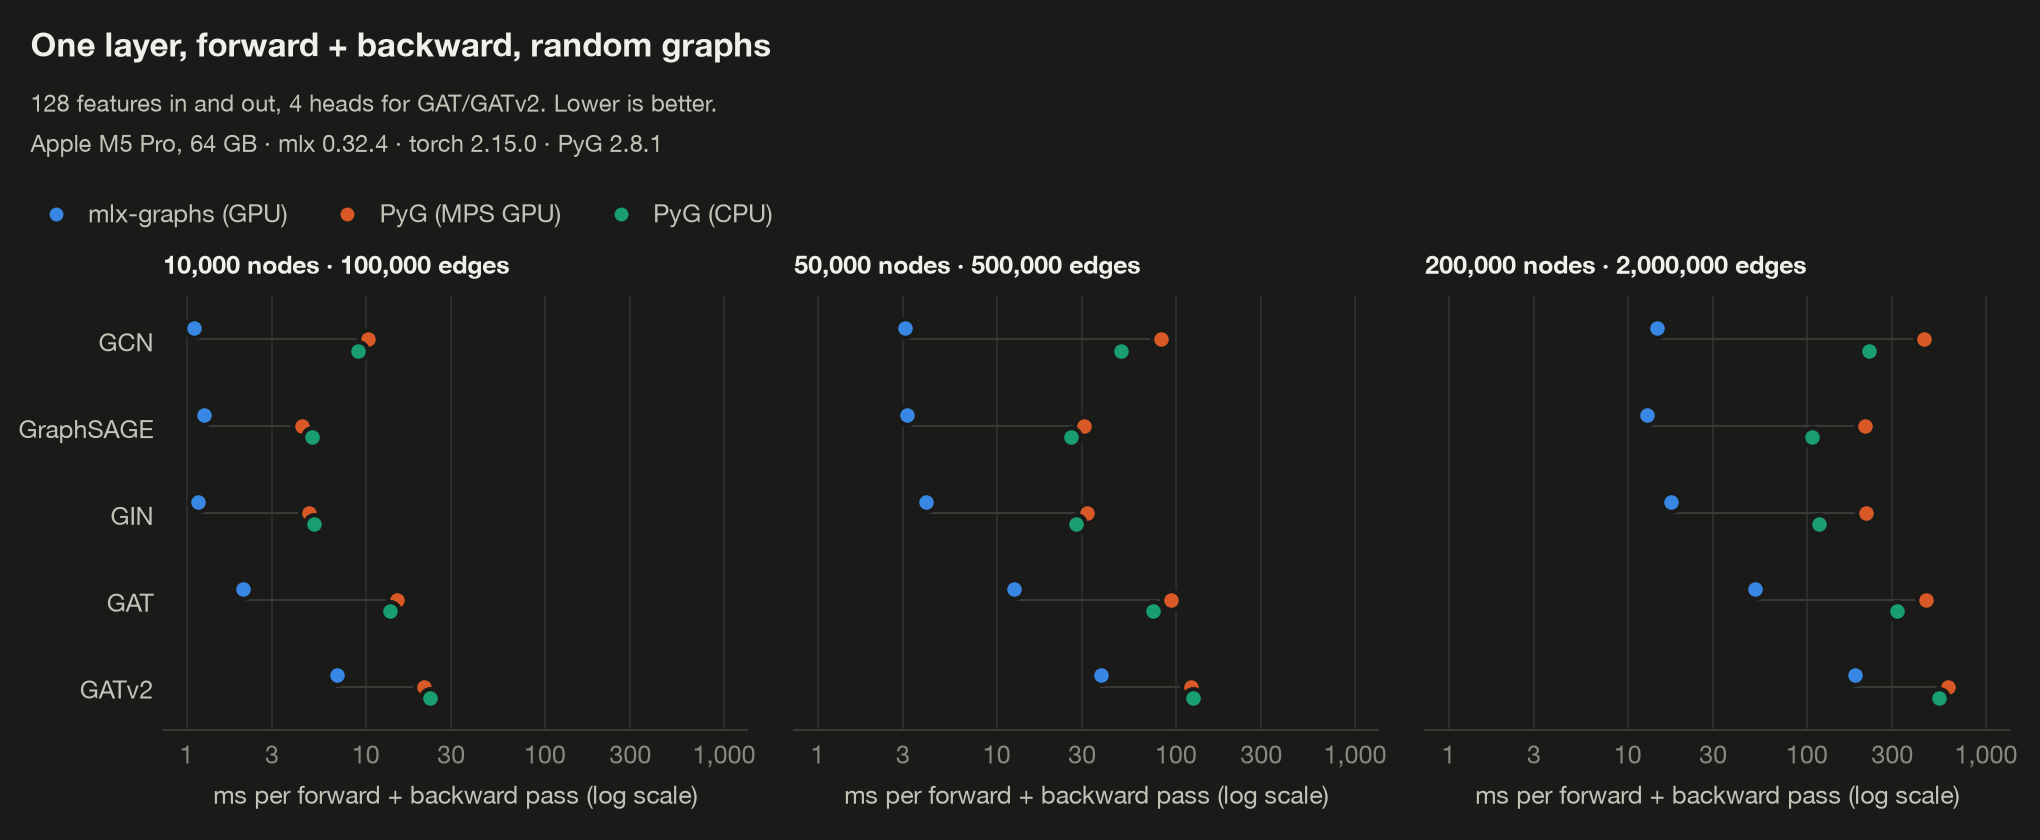 One layer, forward + backward, random graphs
128 features in and out, 4 heads for GAT/GATv2. Lower is better.
Apple M5 Pro, 64 GB · mlx 0.32.4 · torch 2.15.0 · PyG 2.8.1
mlx-graphs (GPU) PyG (MPS GPU) PyG (CPU)
10,000 nodes · 100,000 edges
50,000 nodes · 500,000 edges
200,000 nodes · 2,000,000 edges
GCN
GraphSAGE
GIN
GAT
GATv2
1 3 10 30 100 300 1,000
1 3 10 30 100 300 1,000
1 3 10 30 100 300 1,000
ms per forward + backward pass (log scale)
ms per forward + backward pass (log scale)
ms per forward + backward pass (log scale)